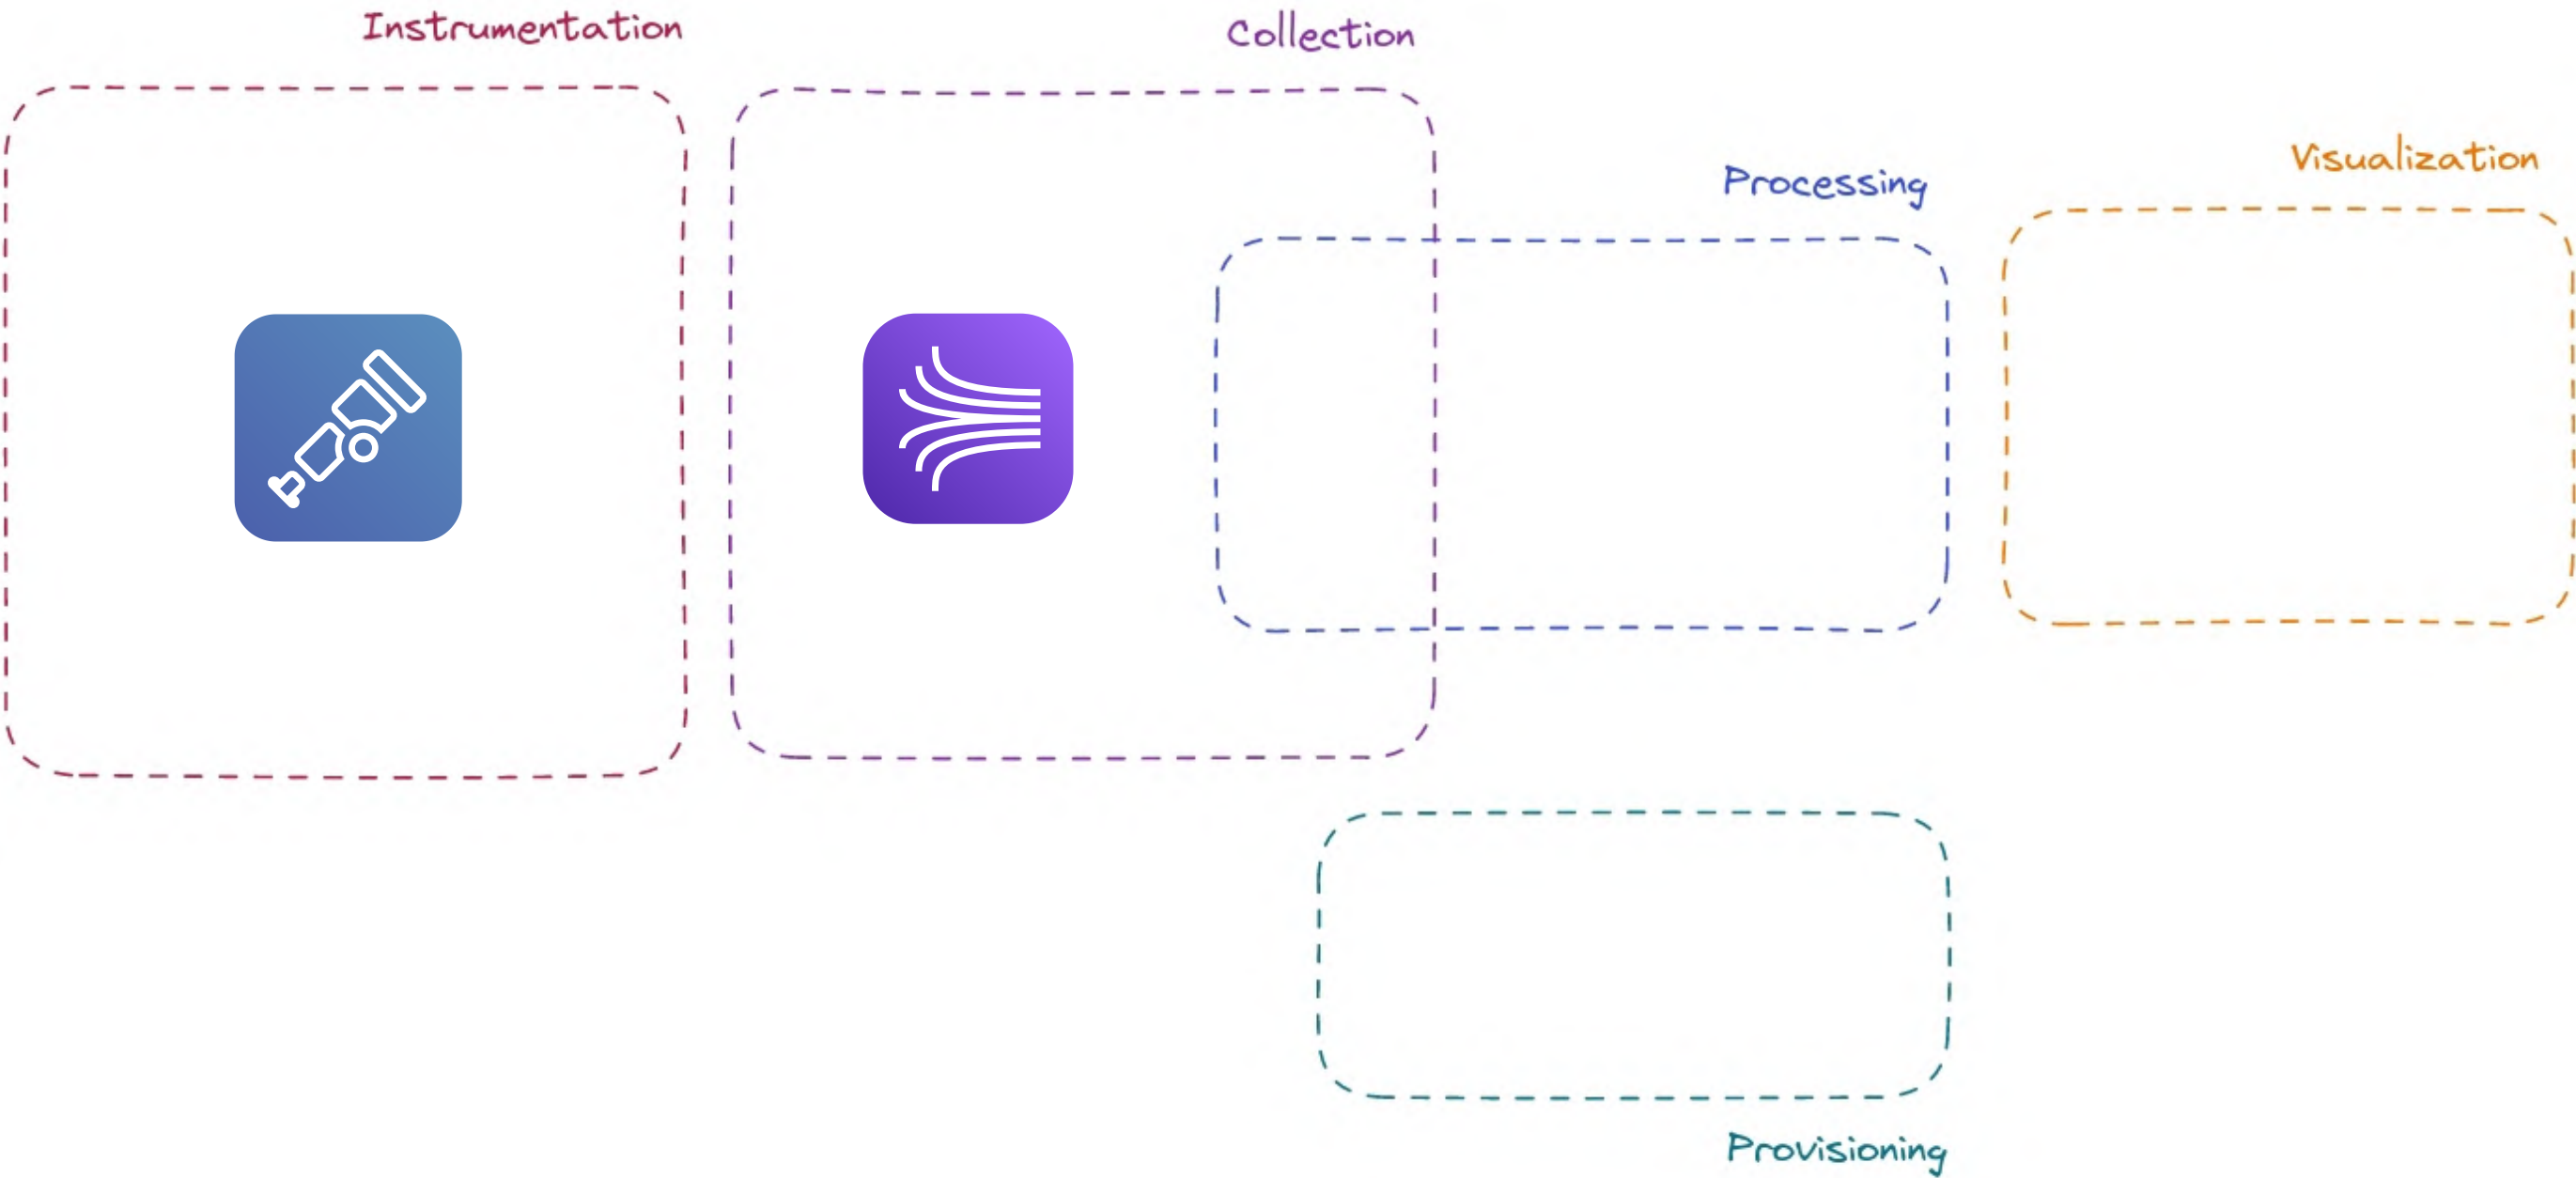 Instrumentation
Collection
Processing
Visualization
Provisioning